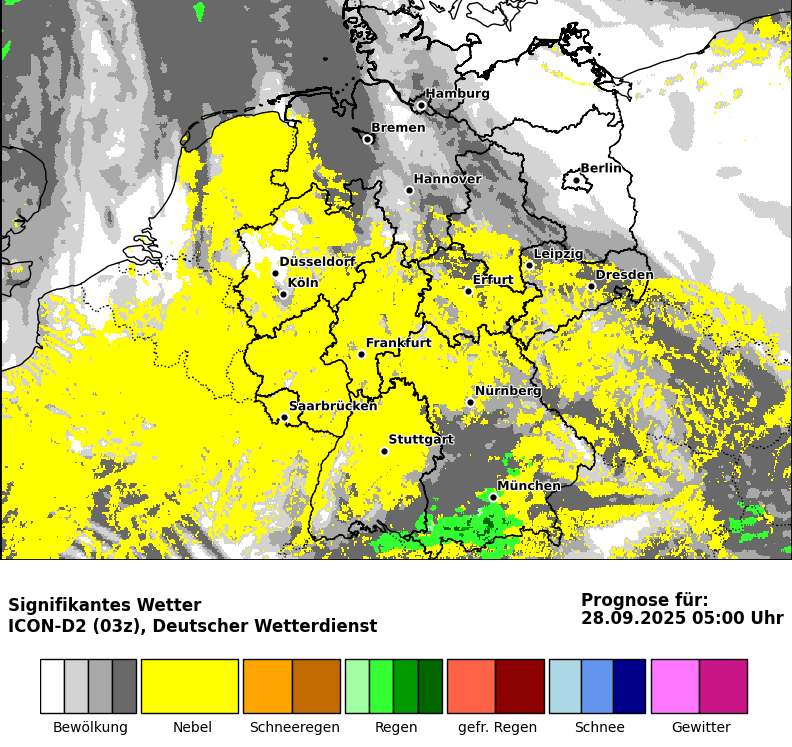 Hamburg
Bremen
Berlin
Hannover
Düsseldorf
Leipzig
Köln
Erfurt
Dresden
Frankfurt
Nürnberg
Saarbrücken
Stuttgart
München
Signifikantes Wetter
ICON-D2 (03z), Deutscher Wetterdienst
Prognose für:
28.09.2025 05:00 Uhr
Bewölkung
Nebel
Schneeregen
Regen
gefr. Regen
Schnee
Gewitter